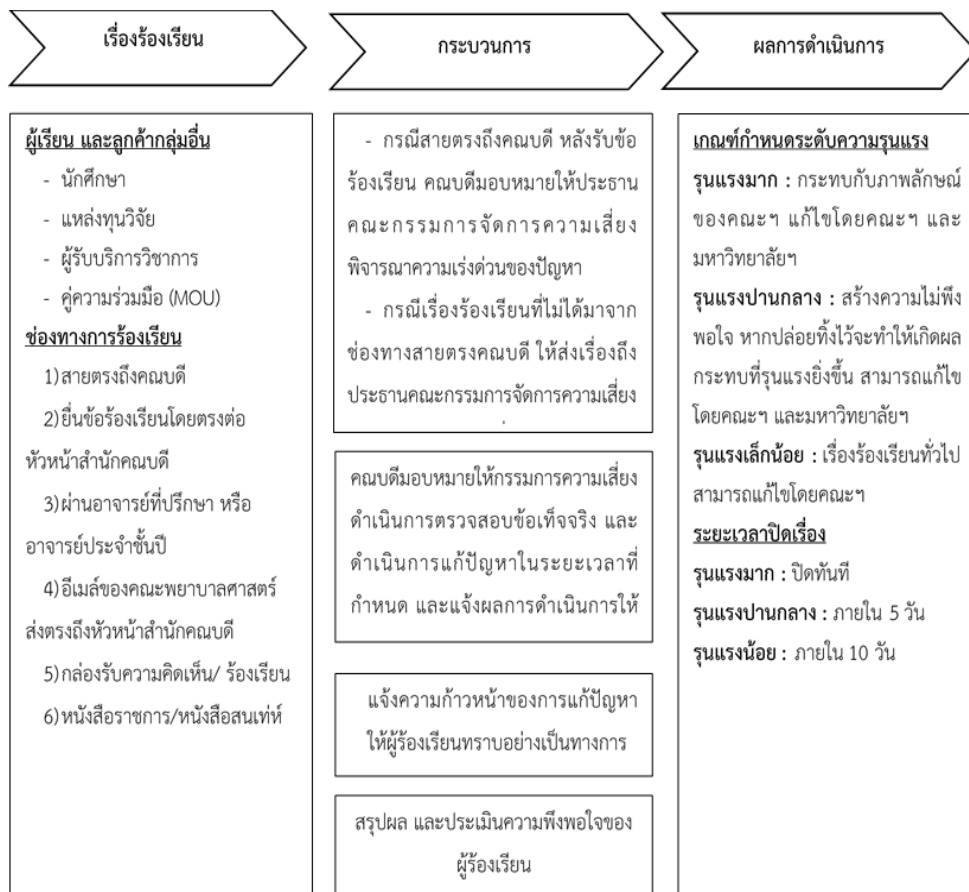 เรื่องร้องเรียน
กระบวนการ
ผลการดำเนินการ
ผู้เรียน และลูกค้ากลุ่มอื่น
- นักศึกษา
- แหล่งทุนวิจัย
- ผู้รับบริการวิชาการ
- คู่ความร่วมมือ (MOU)
ช่องทางการร้องเรียน
1)สายตรงถึงคณบดี
2)ยื่นข้อร้องเรียนโดยตรงต่อ
หัวหน้าสำนักคณบดี
3)ผ่านอาจารย์ที่ปรึกษา หรือ
อาจารย์ประจำชั้นปี
4)อีเมล์ของคณะพยาบาลศาสตร์
ส่งตรงถึงหัวหน้าสำนักคณบดี
5)กล่องรับความคิดเห็น/ ร้องเรียน
6)หนังสือราชการ/หนังสือสนเท่ห์
- กรณีสายตรงถึงคณบดี หลังรับข้อ
ร้องเรียน คณบดีมอบหมายให้ประธาน
คณะกรรมการจัดการความเสี่ยง
พิจารณาความเร่งด่วนของปัญหา
- กรณีเรื่องร้องเรียนที่ไม่ได้มาจาก
ช่องทางสายตรงคณบดี ให้ส่งเรื่องถึง
ประธานคณะกรรมการจัดการความเสี่ยง
คณบดีมอบหมายให้กรรมการความเสี่ยง
ดำเนินการตรวจสอบข้อเท็จจริง และ
ดำเนินการแก้ปัญหาในระยะเวลาที่
กำหนด และแจ้งผลการดำเนินการให้
แจ้งความก้าวหน้าของการแก้ปัญหา
ให้ผู้ร้องเรียนทราบอย่างเป็นทางการ
สรุปผล และประเมินความพึงพอใจของ
ผู้ร้องเรียน
เกณฑ์กำหนดระดับความรุนแรง
รุนแรงมาก : กระทบกับภาพลักษณ์
ของคณะฯ แก้ไขโดยคณะฯ และ
มหาวิทยาลัยฯ
รุนแรงปานกลาง : สร้างความไม่พึง
พอใจ หากปล่อยทิ้งไว้จะทำให้เกิดผล
กระทบที่รุนแรงยิ่งขึ้น สามารถแก้ไข
โดยคณะฯ และมหาวิทยาลัยฯ
รุนแรงเล็กน้อย : เรื่องร้องเรียนทั่วไป
สามารถแก้ไขโดยคณะฯ
ระยะเวลาปิดเรื่อง
รุนแรงมาก : ปิดทันที
รุนแรงปานกลาง : ภายใน 5 วัน
รุนแรงน้อย : ภายใน 10 วัน